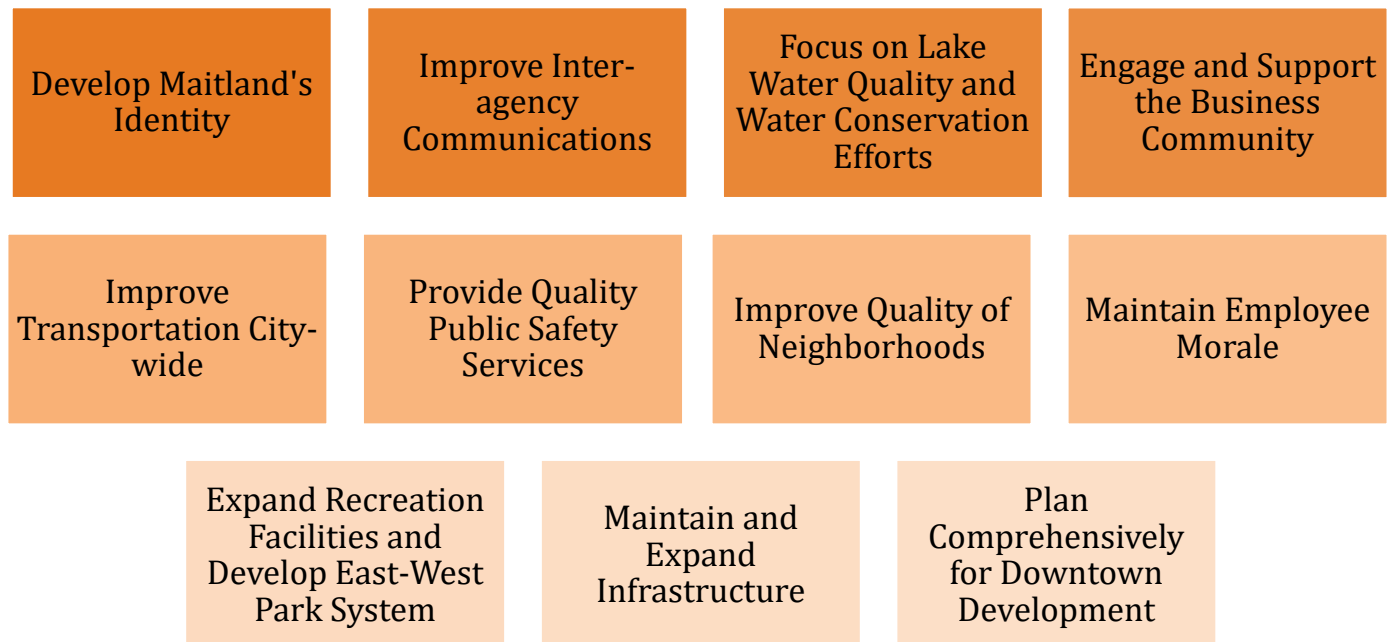 Develop Maitland's
Identity
Improve Inter-
agency
Communications
Focus on Lake
Water Quality and
Water Conservation
Efforts
Engage and Support
the Business
Community
Improve
Transportation City-
wide
Provide Quality
Public Safety
Services
Improve Quality of
Neighborhoods
Maintain Employee
Morale
Expand Recreation
Facilities and
Develop East-West
Park System
Maintain and
Expand
Infrastructure
Plan
Comprehensively
for Downtown
Development